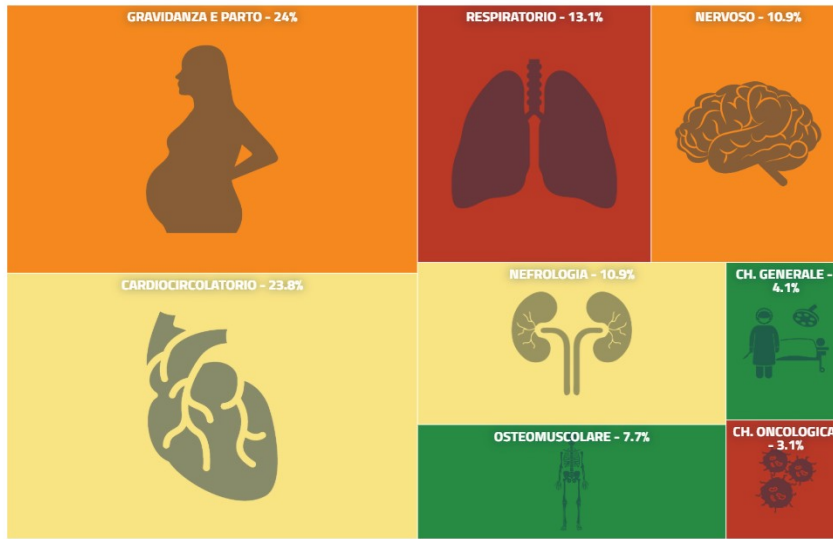 GRAVIDANZA E PARTO - 24%
RESPIRATORIO - 13.1%
NERVOSO - 10.9%
CARDIOCIRCOLATORIO - 23.8%
NEFROLOGIA - 10.9%
CH. GENERALE -
4.1%
OSTEOMUSCOLARE - 7.7%
CH. ONCOLOGICA
- 3.1%